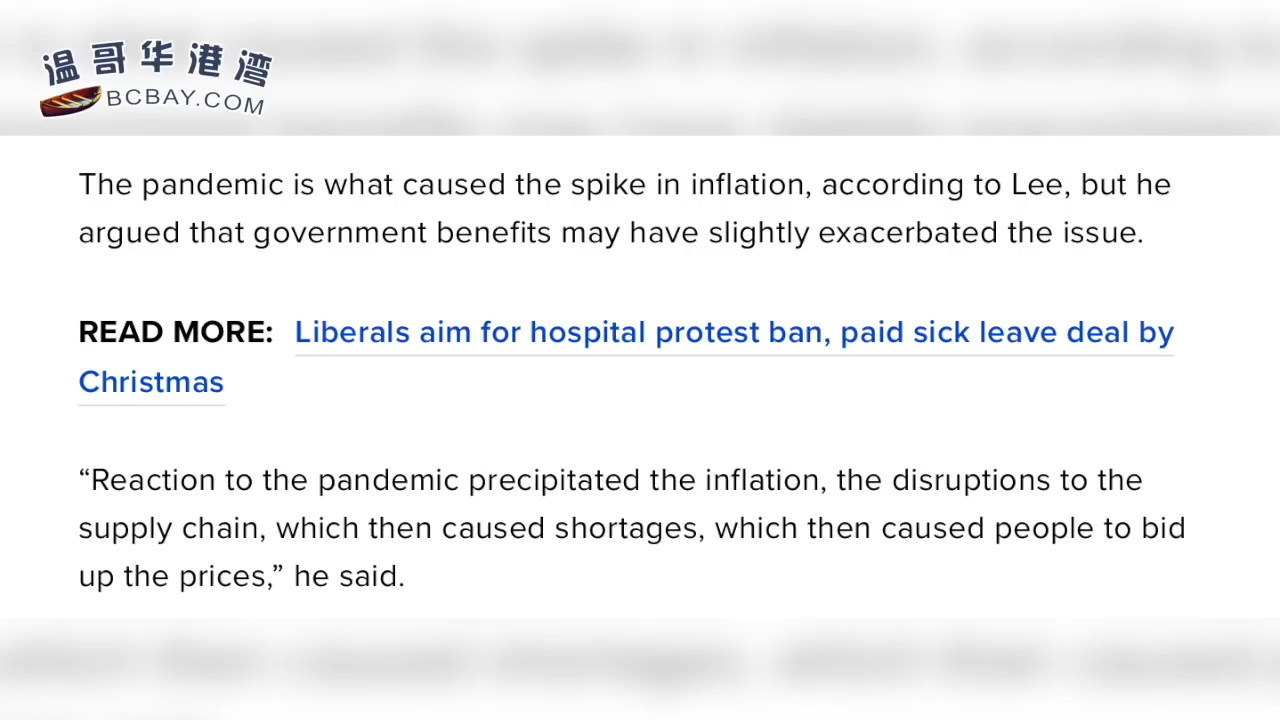 温哥华港湾
BCBAY.COM
The pandemic is what caused the spike in inflation, according to Lee, but he
argued that government benefits may have slightly exacerbated the issue.
READ MORE: Liberals aim for hospital protest ban, paid sick leave deal by
Christmas
“Reaction to the pandemic precipitated the inflation, the disruptions to the
supply chain, which then caused shortages, which then caused people to bid
up the prices,” he said.